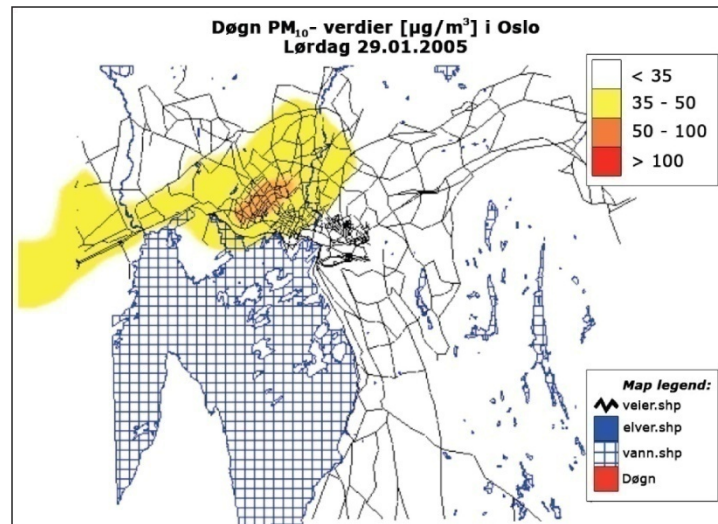 Døgn PM₁₀- verdier [µg/m³] i Oslo
Lørdag 29.01.2005
< 35
35 - 50
50 - 100
> 100
Map legend:
veier.shp
elver.shp
vann.shp
Døgn